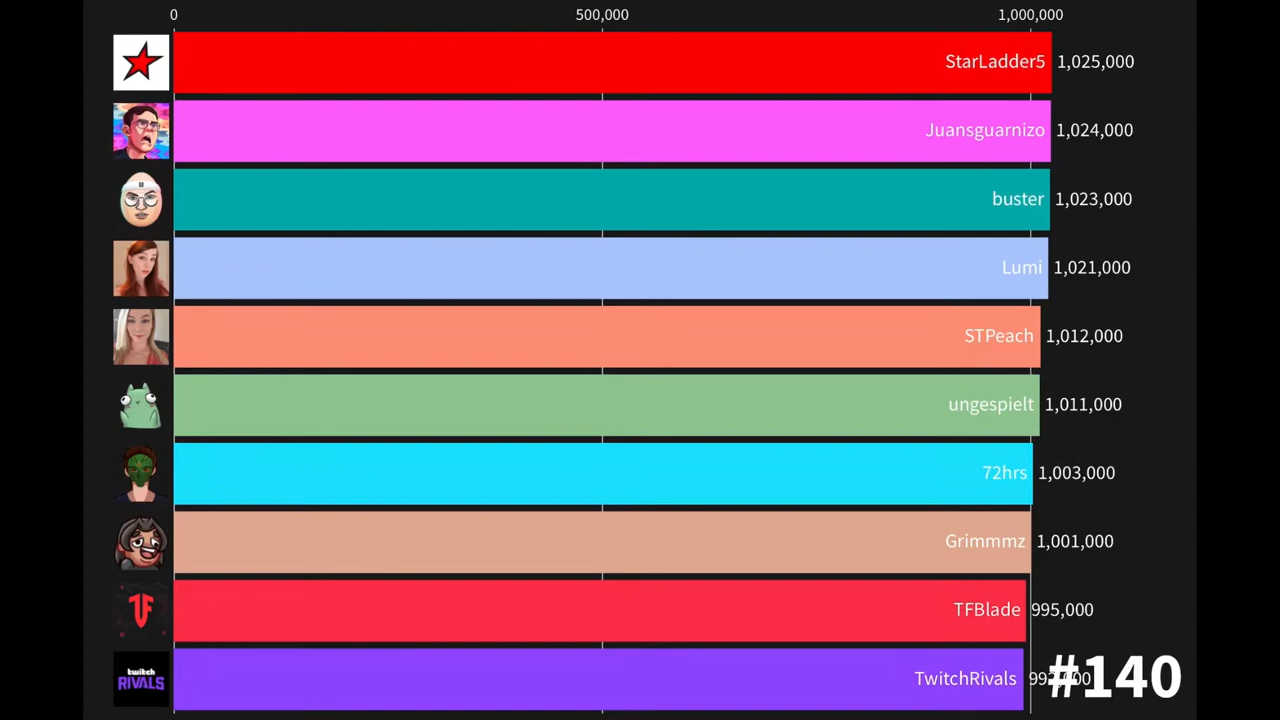 0 500,000 1,000,000
StarLadder5 1,025,000
Juansguarnizo 1,024,000
buster 1,023,000
Lumi 1,021,000
STPeach 1,012,000
ungespielt 1,011,000
72hrs 1,003,000
Grimmmz 1,001,000
TF
TFBlade 995,000
twitch
RIVALS
TwitchRivals
#140